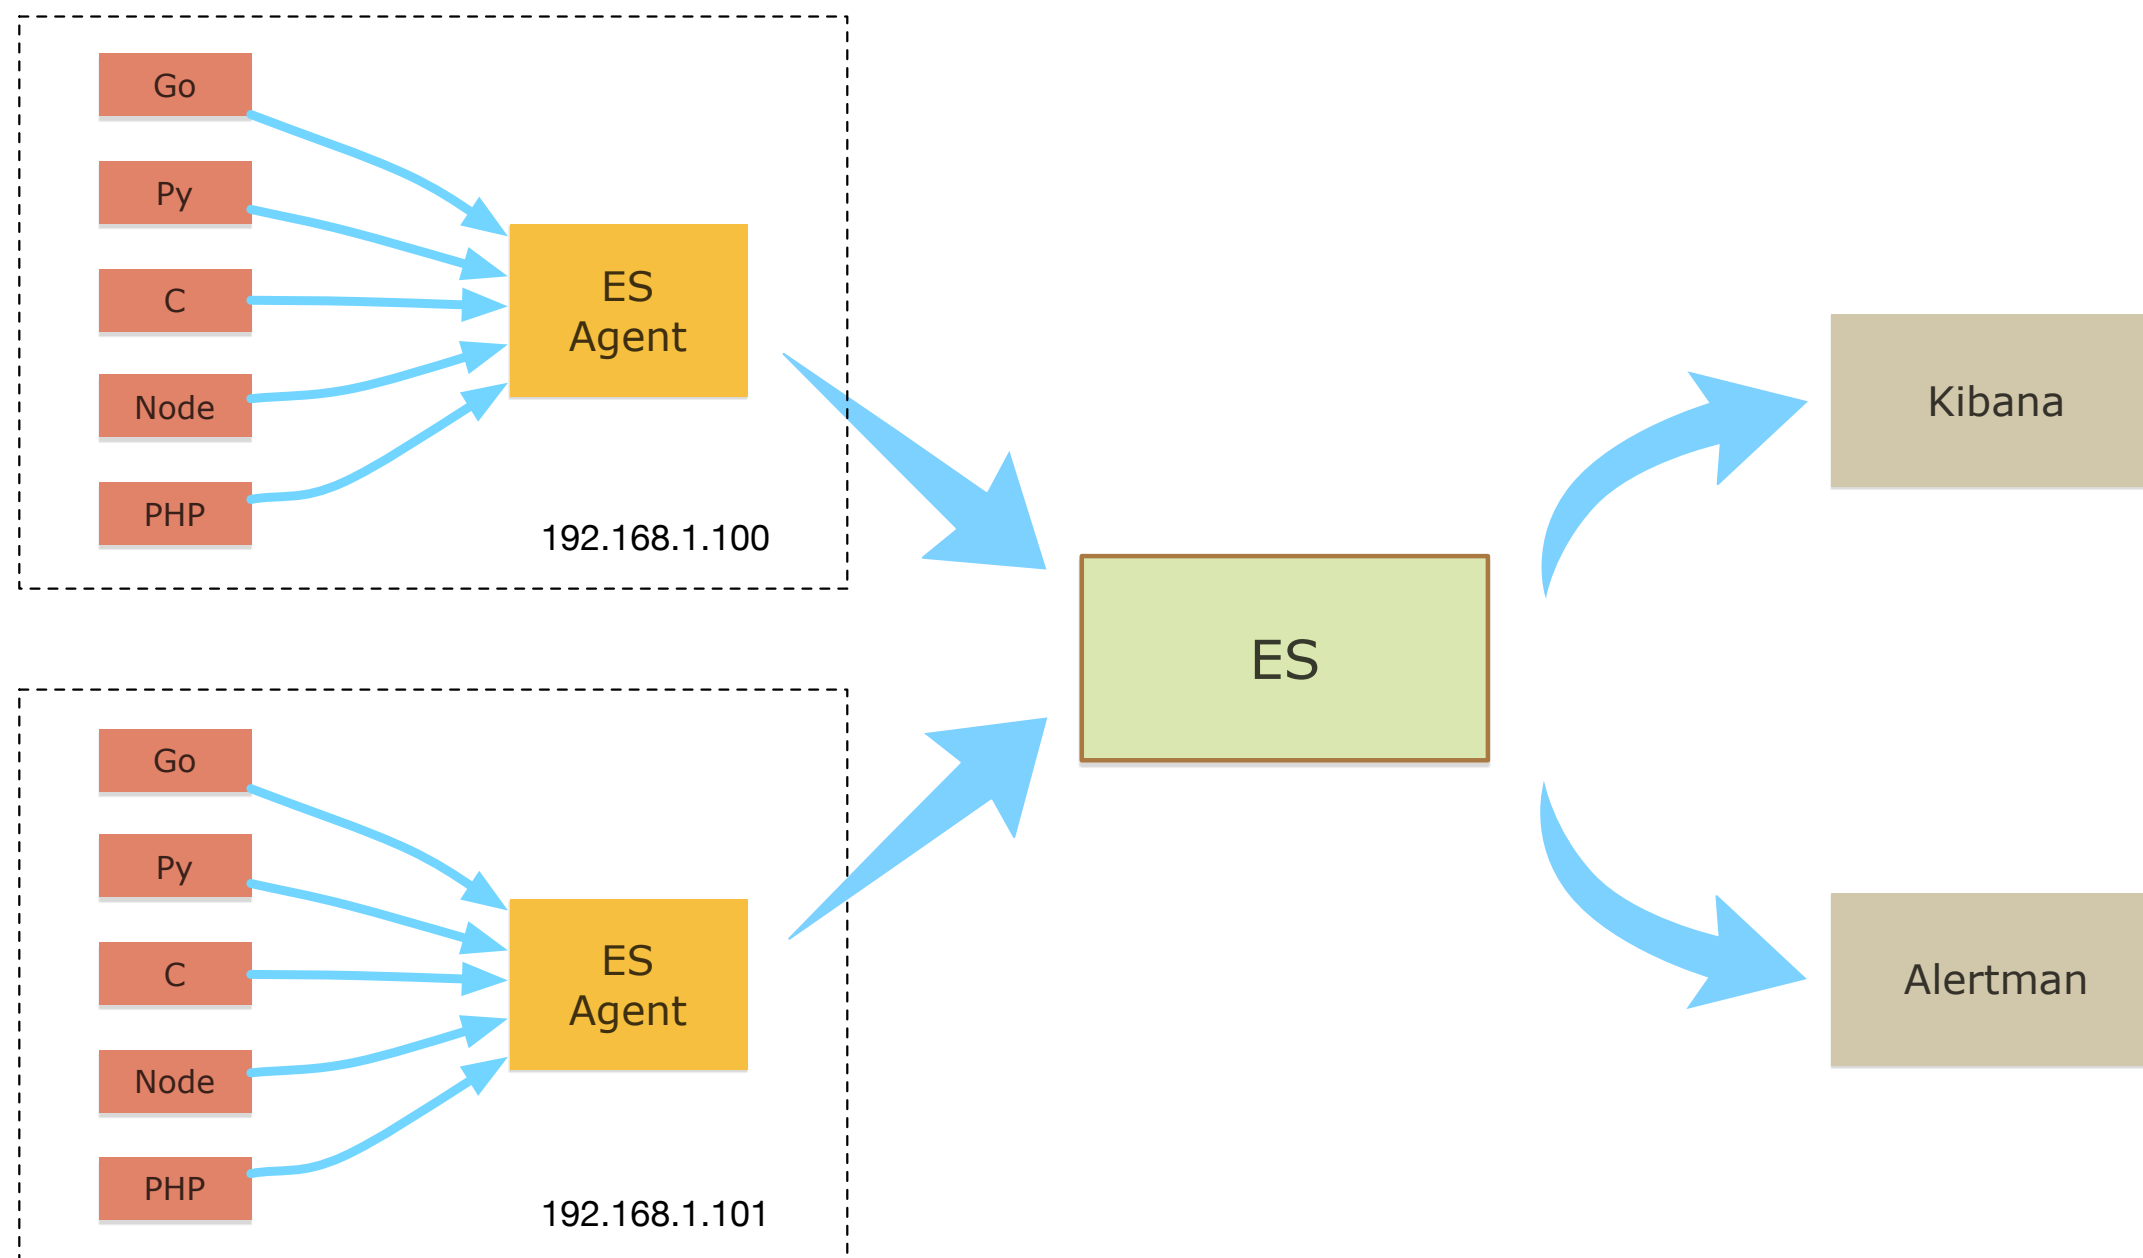 Go
Py
C
Node
PHP
ES
Agent
192.168.1.100
Go
Py
C
Node
PHP
ES
Agent
192.168.1.101
ES
Kibana
Alertman